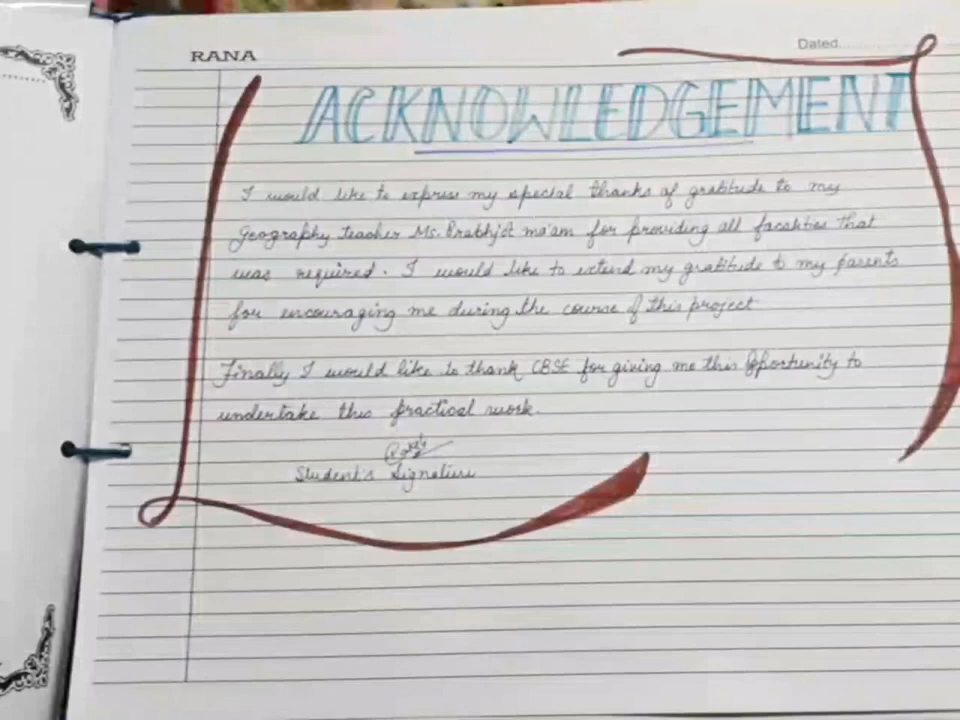 RANA
Dated
ACKNOWLEDGEMENT
I would like to express my special thanks of gratitude to my
Geography teacher Ms. Prabhjot ma'am for providing all facilities that
was required. I would like to extend my gratitude to my parents
for encouraging me during the course of this project
Finally I would like to thank CBSE for giving me this opportunity to
undertake this practical work.
Student's Signature